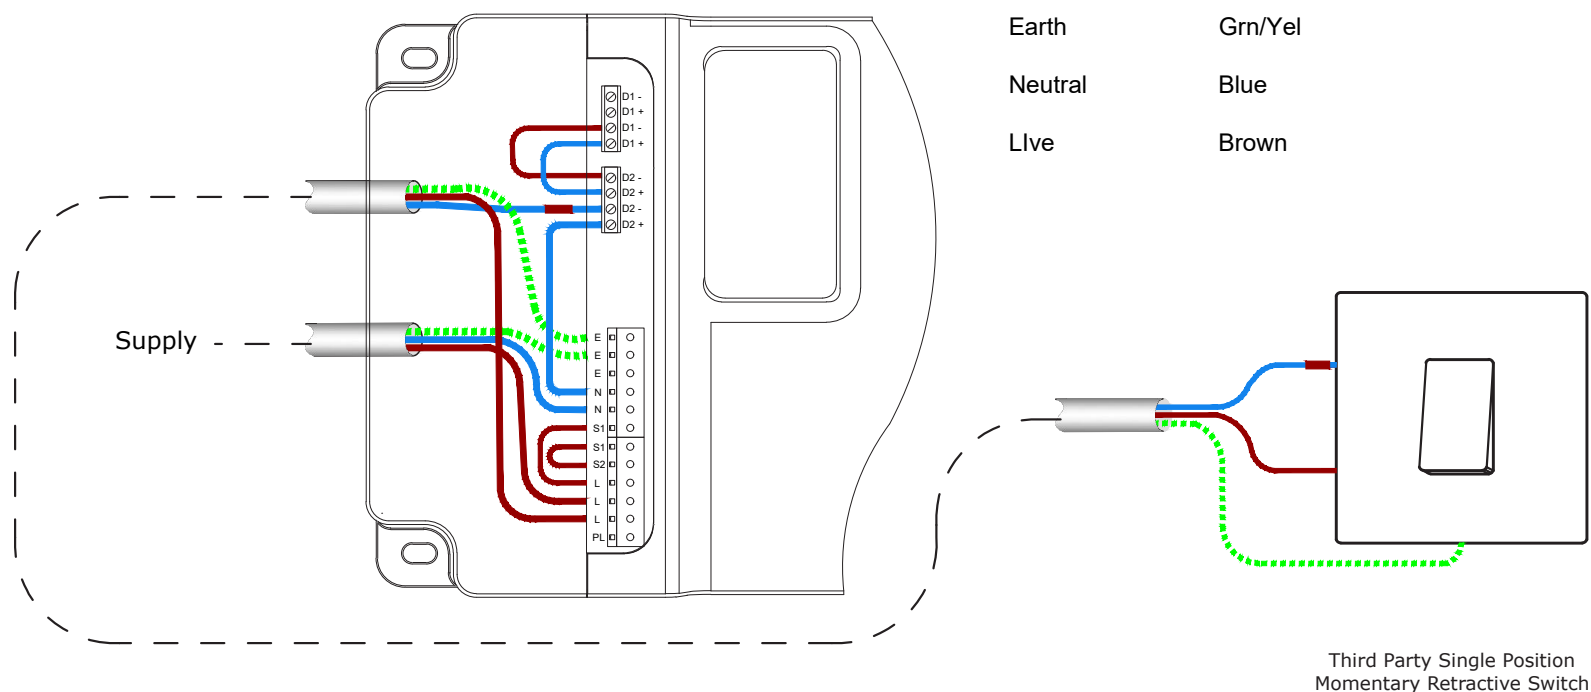 Earth Grn/Yel
Neutral Blue
LIve Brown
D1 -
D1 +
D1 -
D1 +
D2 -
D2 +
D2 -
D2 +
Supply
E
E
E
N
N
S1
S1
S2
L
L
L
PL
Third Party Single Position
Momentary Retractive Switch